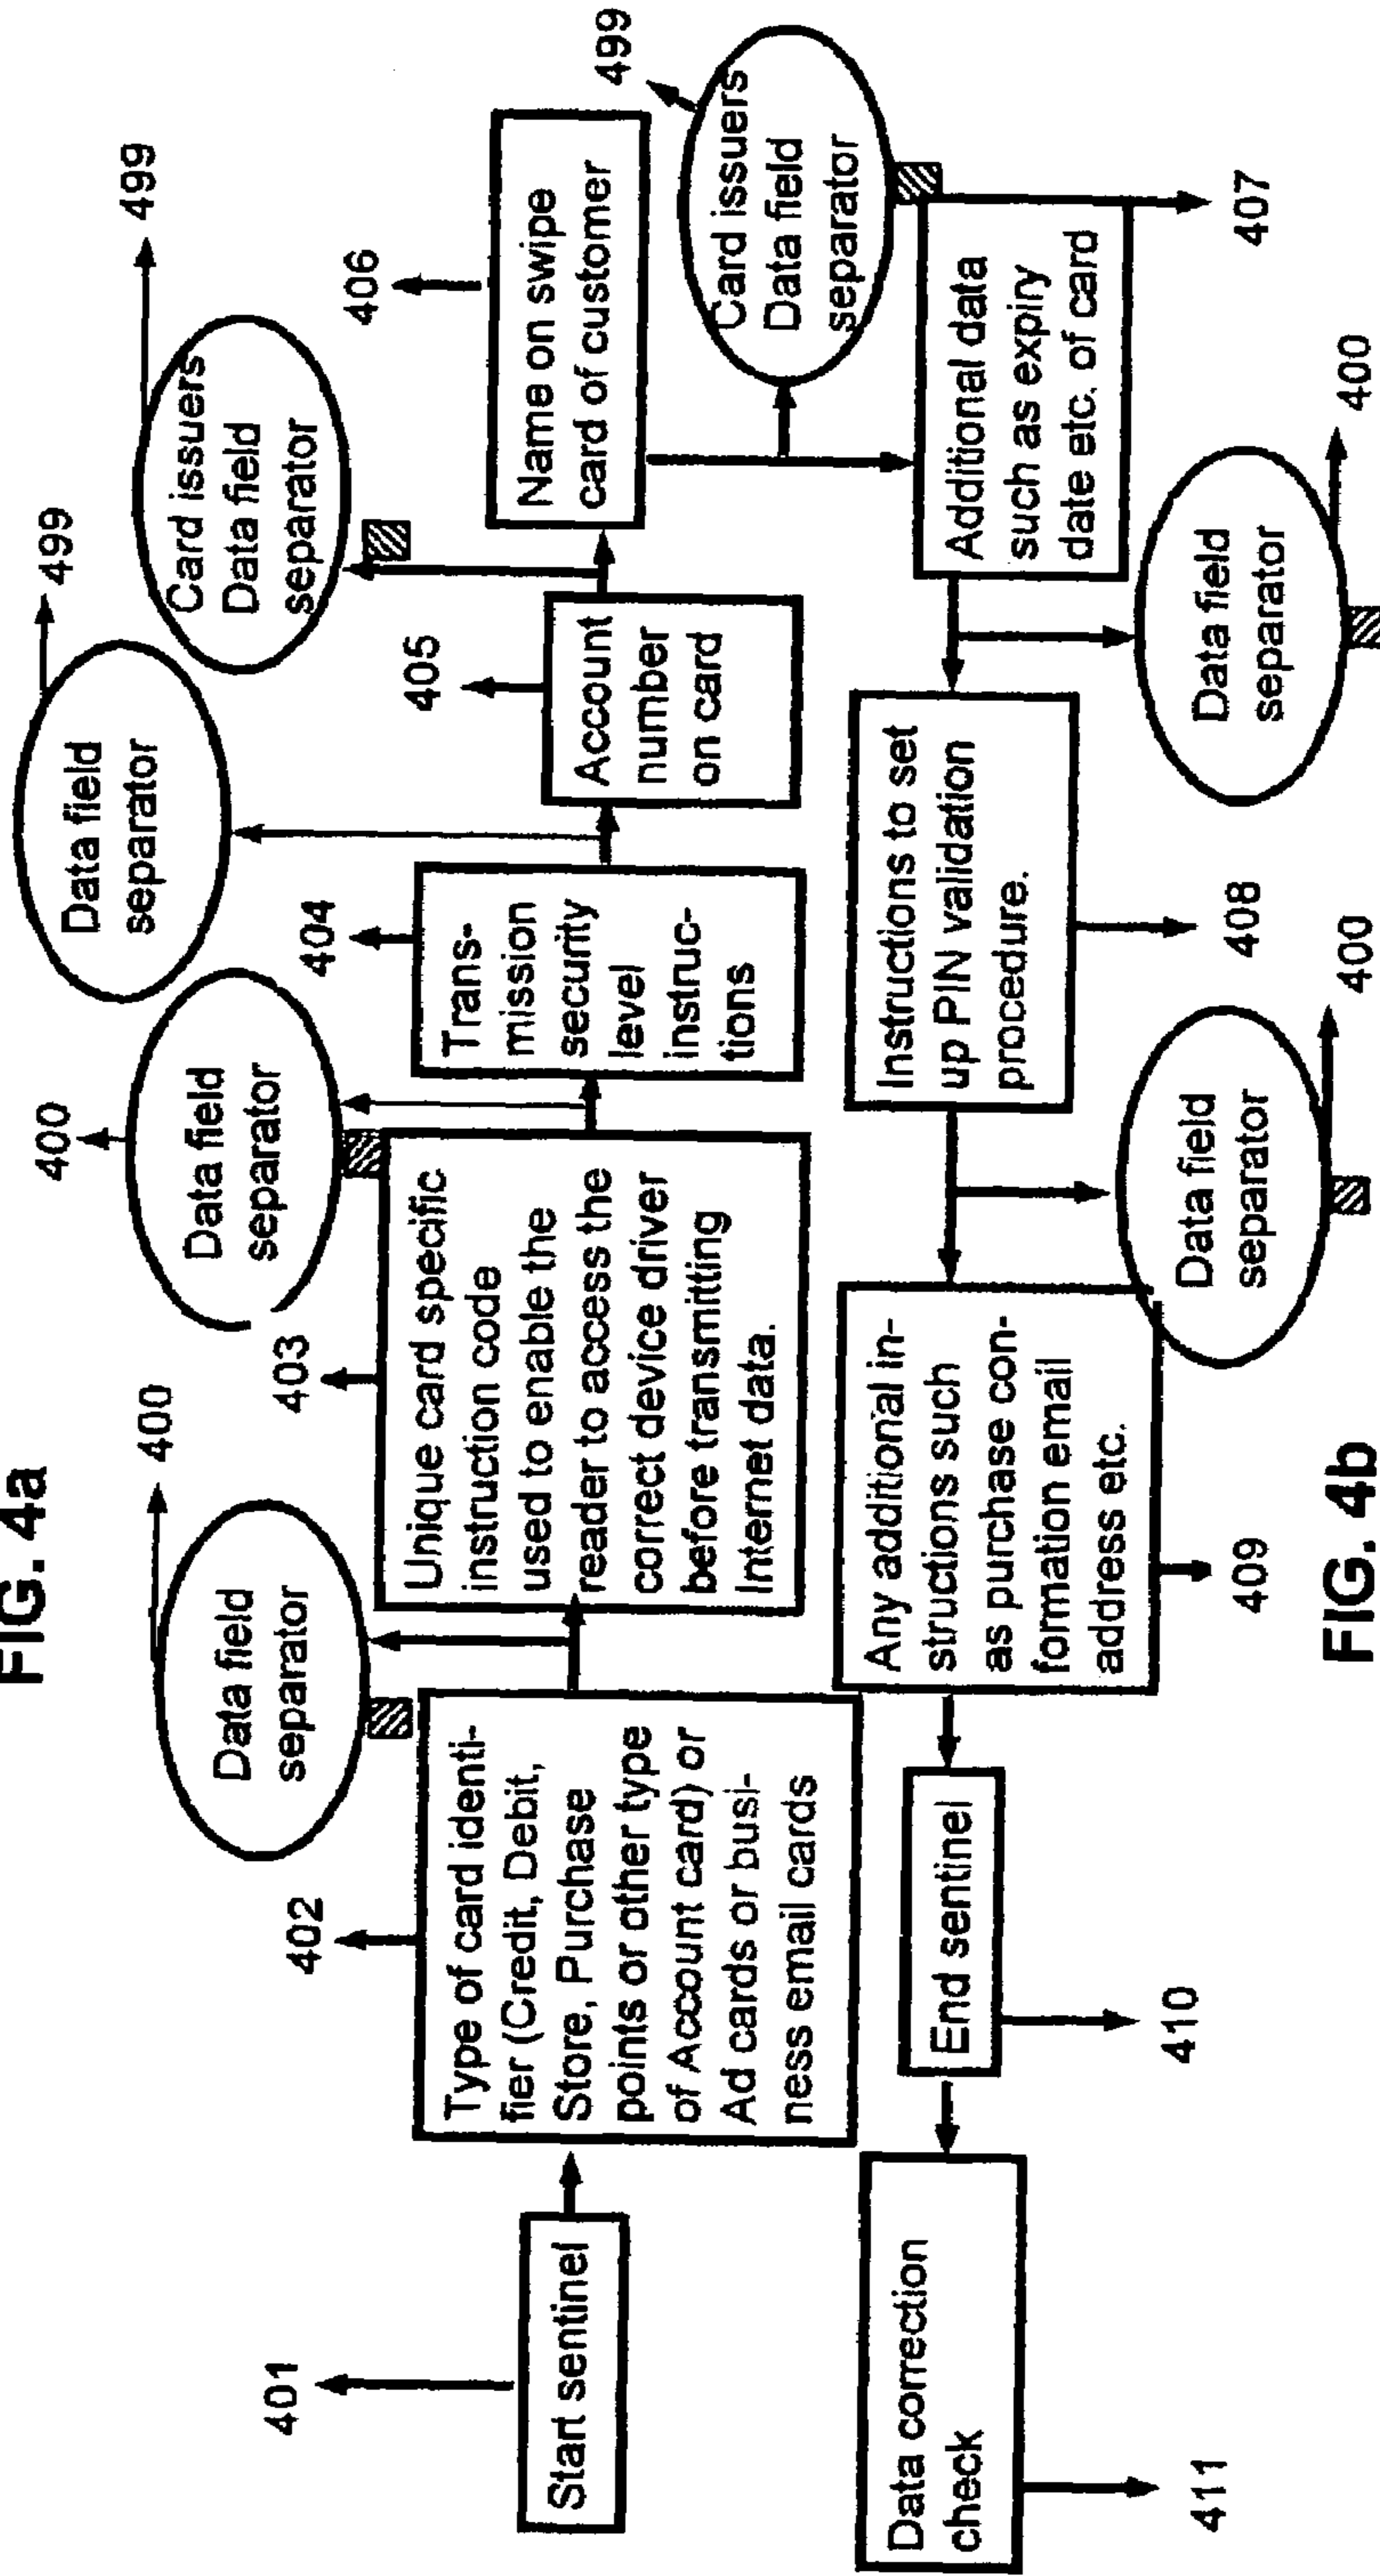 FIG. 4a
401
Start sentinel
402
Type of card identi-
fier (Credit, Debit,
Store, Purchase
points or other type
of Account card) or
Ad cards or busi-
ness email cards
400
Data field
separator
403
Unique card specific
instruction code
used to enable the
reader to access the
correct device driver
before transmitting
Internet data.
400
Data field
separator
404
Trans-
mission
security
level
instruc-
tions
499
Data field
separator
405
Account
number
on card
499
Card issuers
Data field
separator
406
Name on swipe
card of customer
499
Card issuers
Data field
separator
Additional data
such as expiry
date etc. of card
407
Data field
separator
400
Instructions to set
up PIN validation
procedure.
408
Data field
separator
400
Any additional in-
structions such
as purchase con-
formation email
address etc.
409
End sentinel
410
Data correction
check
411
FIG. 4b